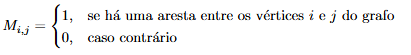 M_{i,j} = { 1, se há uma aresta entre os vértices i e j do grafo
0, caso contrário